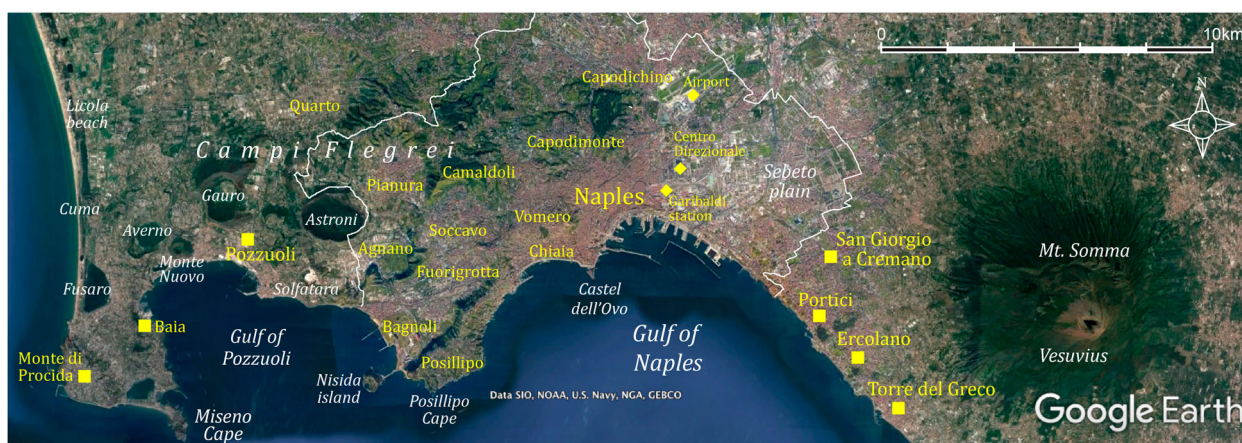 0
10km
N
Capodichino
Airport
Licola
beach
Quarto
Campi Flegrei
Capodimonte
Centro
Direzionale
Sebeto
plain
Camaldoli
Pianura
Gauro
Naples
Garibaldi
station
Cuma
Astroni
Vomero
Averno
Soccavo
San Giorgio
a Cremano
Mt. Somma
Pozzuoli
Agnano
Chiaia
Monte
Nuovo
Fuorigrotta
Fusaro
Solfatara
Castel
dell'Ovo
Portici
Baia
Bagnoli
Gulf of
Pozzuoli
Gulf of
Naples
Ercolano
Vesuvius
Monte di
Procida
Posillipo
Nisida
island
Torre del Greco
Data SIO, NOAA, U.S. Navy, NGA, GEBCO
Posillipo
Cape
Miseno
Cape
Google Earth